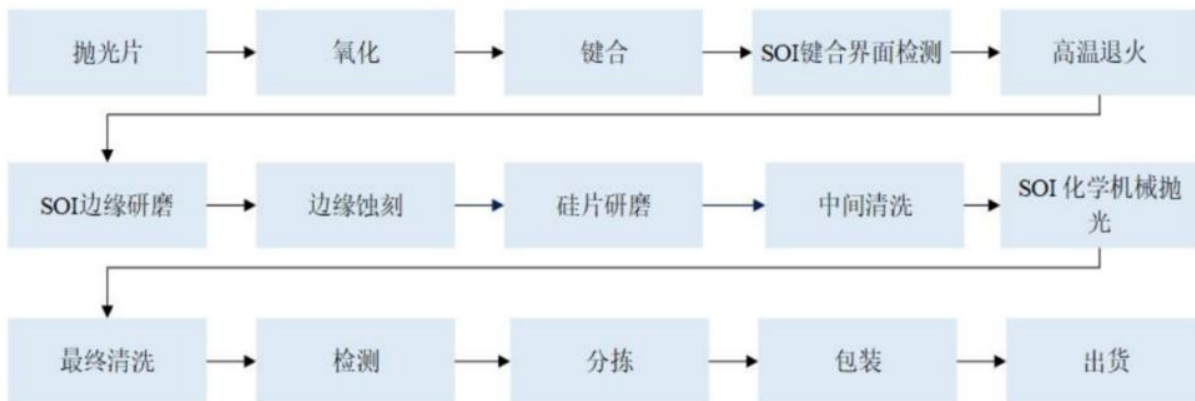 抛光片
氧化
键合
SOI键合界面检测
高温退火
SOI边缘研磨
边缘蚀刻
硅片研磨
中间清洗
SOI 化学机械抛
光
最终清洗
检测
分拣
包装
出货